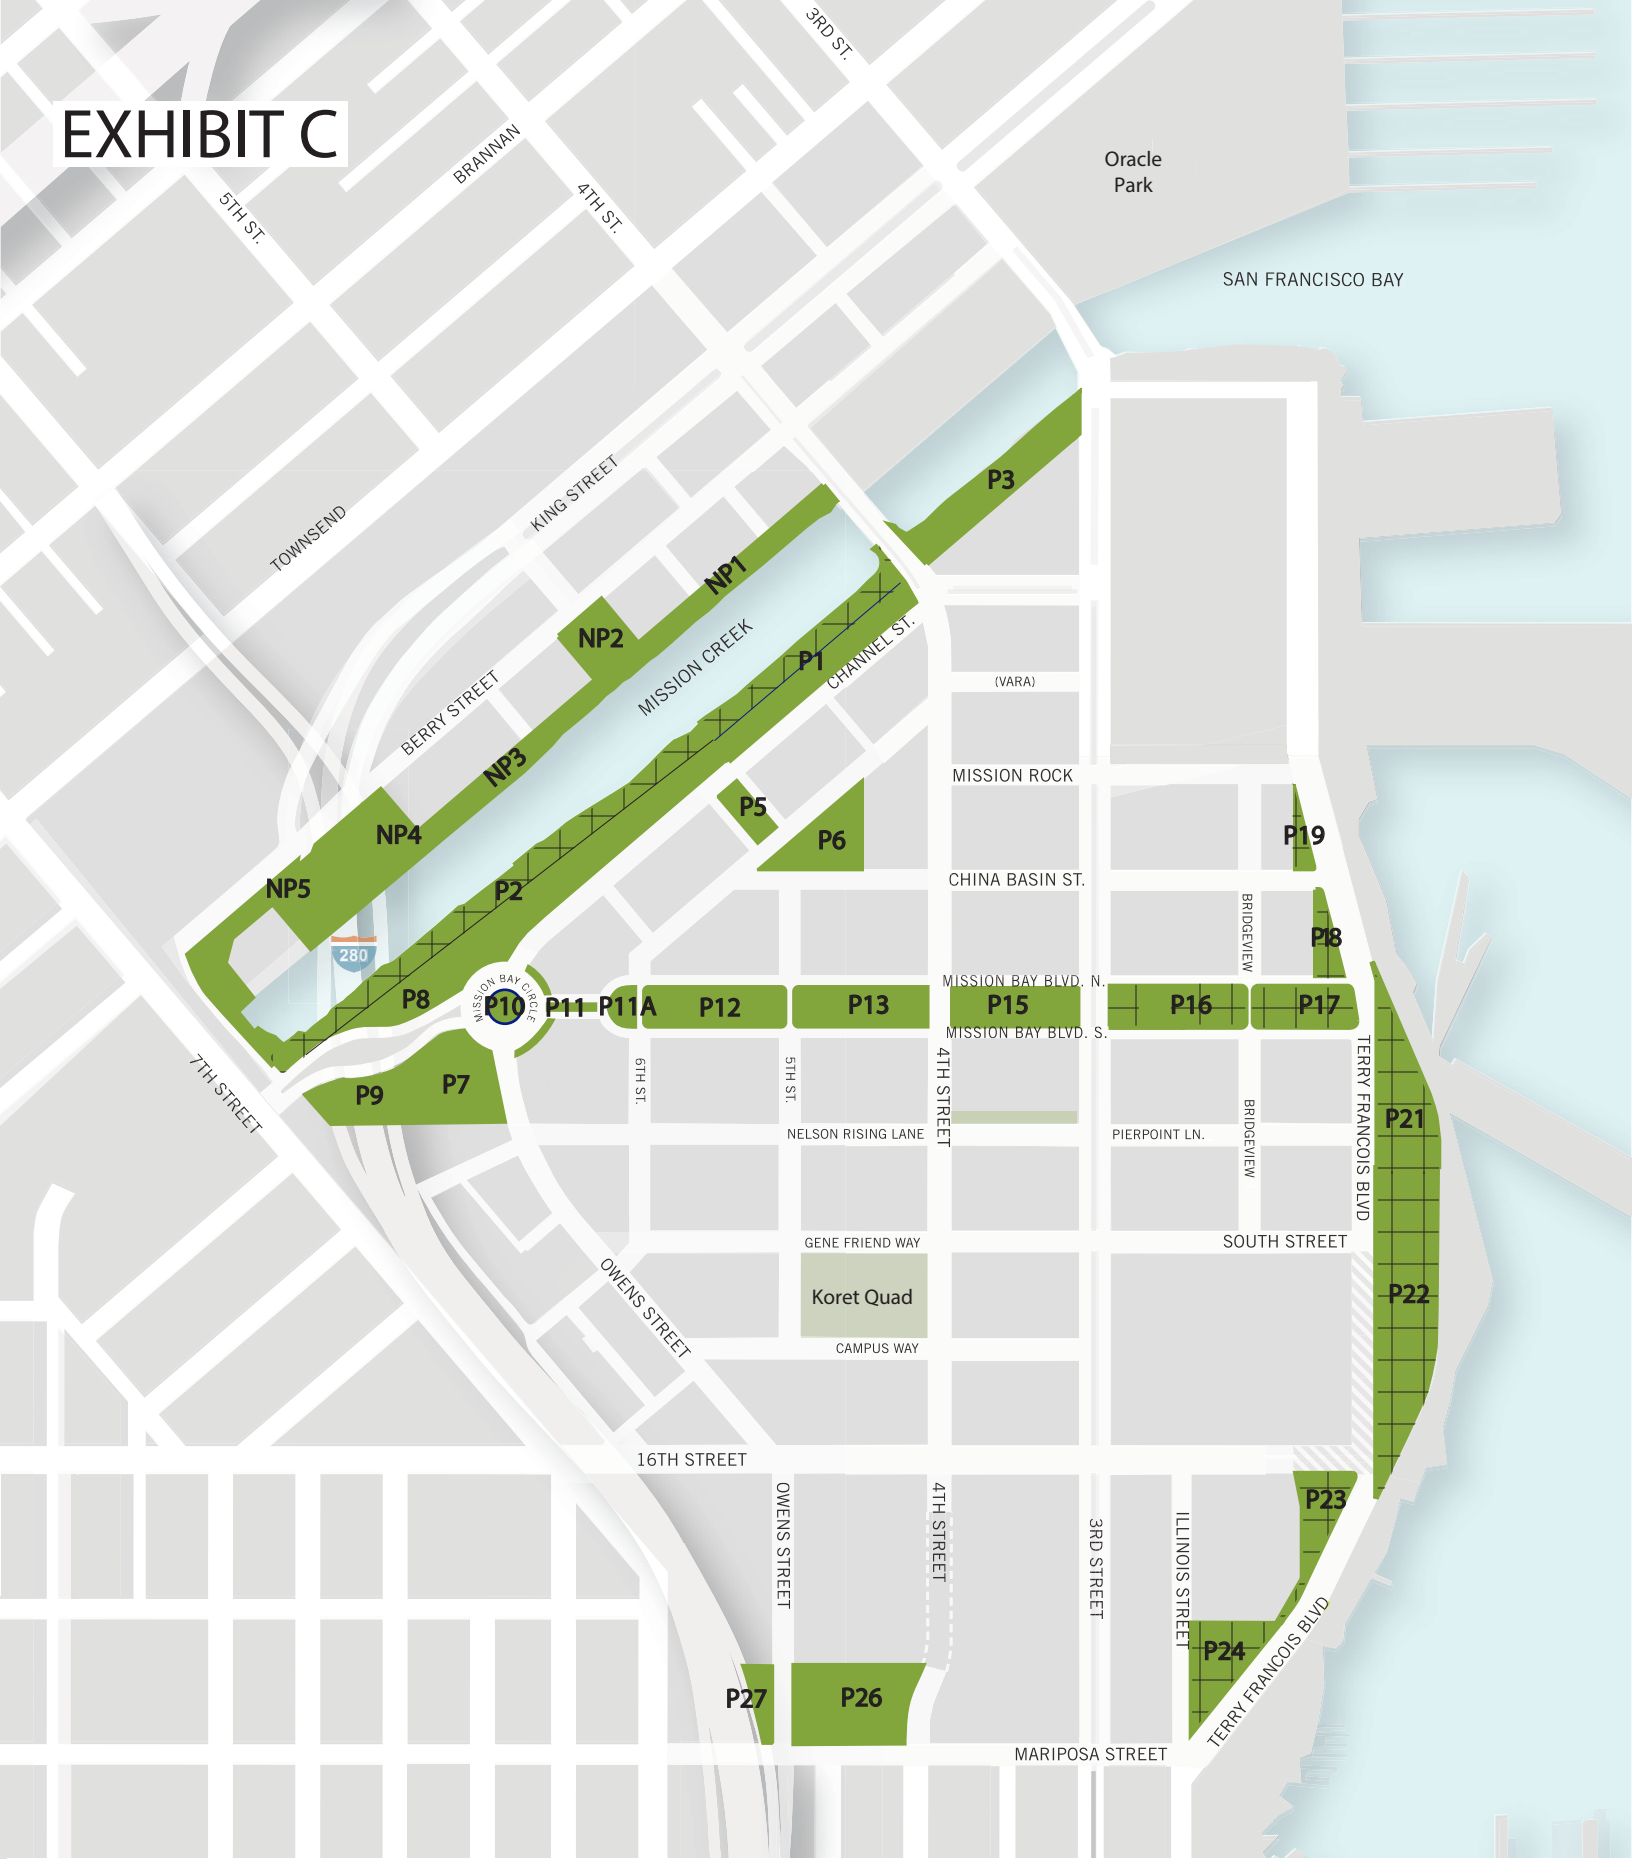 3RD ST.
EXHIBIT C
BRANNAN
Oracle
Park
5TH ST.
4TH ST.
SAN FRANCISCO BAY
KING STREET
P3
TOWNSEND
NP1
NP2
MISSION CREEK
P1
CHANNEL ST.
(VARA)
BERRY STREET
NP3
MISSION ROCK
P5
NP4
P6
P19
NP5
P2
CHINA BASIN ST.
BRIDGEVIEW
P18
280
MISSION BAY CIRCLE
MISSION BAY BLVD. N.
P8
P10
P11
P11A
P12
P13
P15
P16
P17
MISSION BAY BLVD. S.
7TH STREET
P9
P7
6TH ST.
5TH ST.
4TH STREET
TERRY FRANCOIS BLVD
P21
NELSON RISING LANE
PIERPOINT LN.
BRIDGEVIEW
GENE FRIEND WAY
SOUTH STREET
OWENS STREET
Koret Quad
P22
CAMPUS WAY
16TH STREET
OWENS STREET
4TH STREET
3RD STREET
ILLINOIS STREET
P23
P24
TERRY FRANCOIS BLVD
P27
P26
MARIPOSA STREET